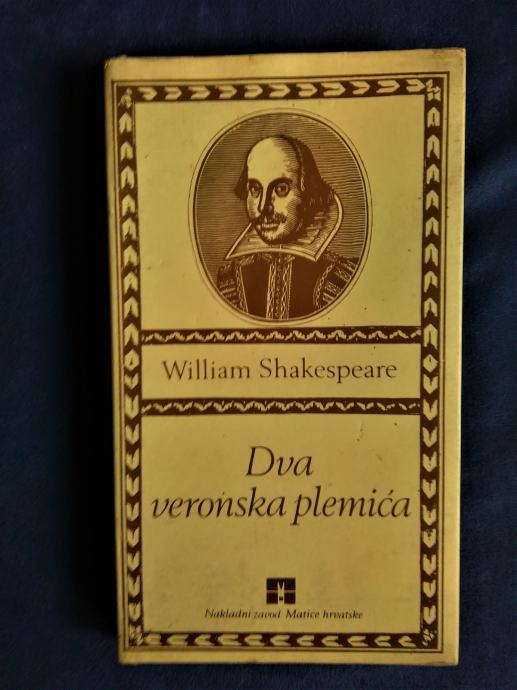 William Shakespeare
Dva
veronska plemića
Nakladni zavod Matice hrvatske